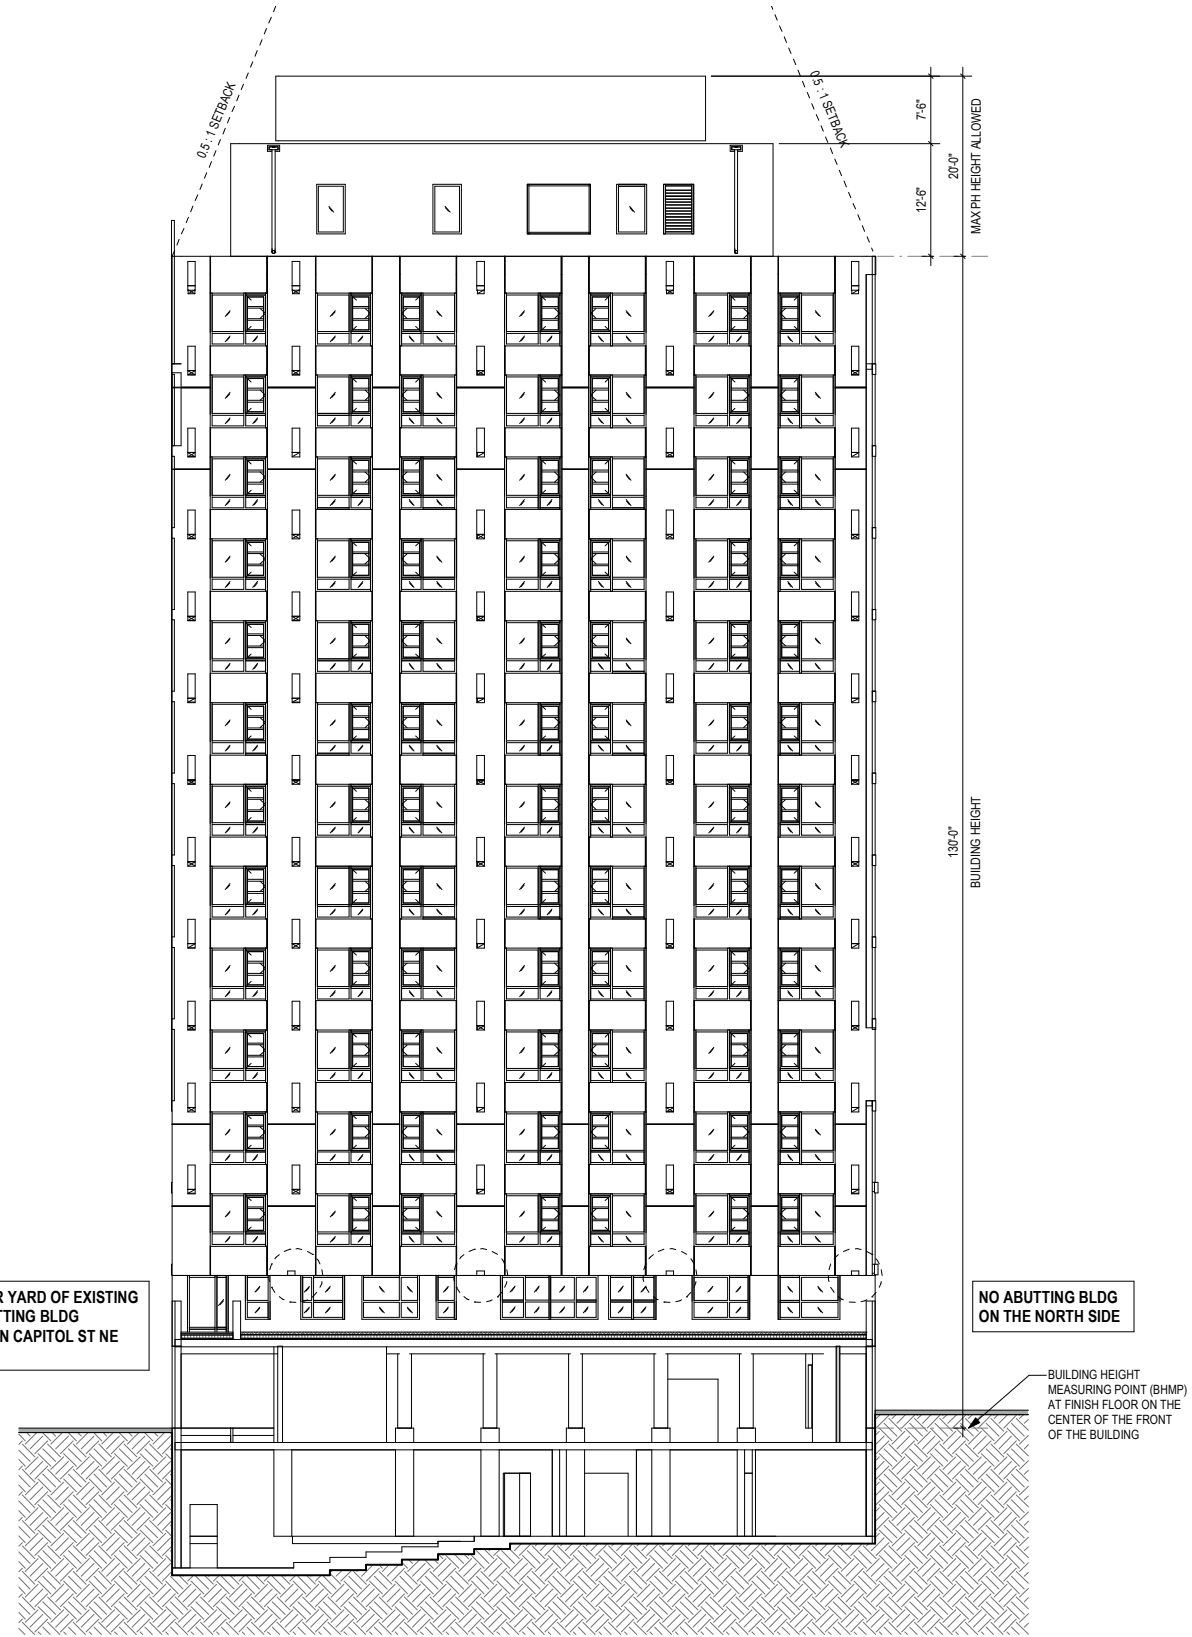 0.5 : 1 SETBACK
0.5 : 1 SETBACK
7'-6"
12'-6"
20'-0"
MAX PH HEIGHT ALLOWED
130'-0"
BUILDING HEIGHT
YARD OF EXISTING
BLDG
CAPITOL ST NE
NO ABUTTING BLDG
ON THE NORTH SIDE
BUILDING HEIGHT
MEASURING POINT (BHMP)
AT FINISH FLOOR ON THE
CENTER OF THE FRONT
OF THE BUILDING